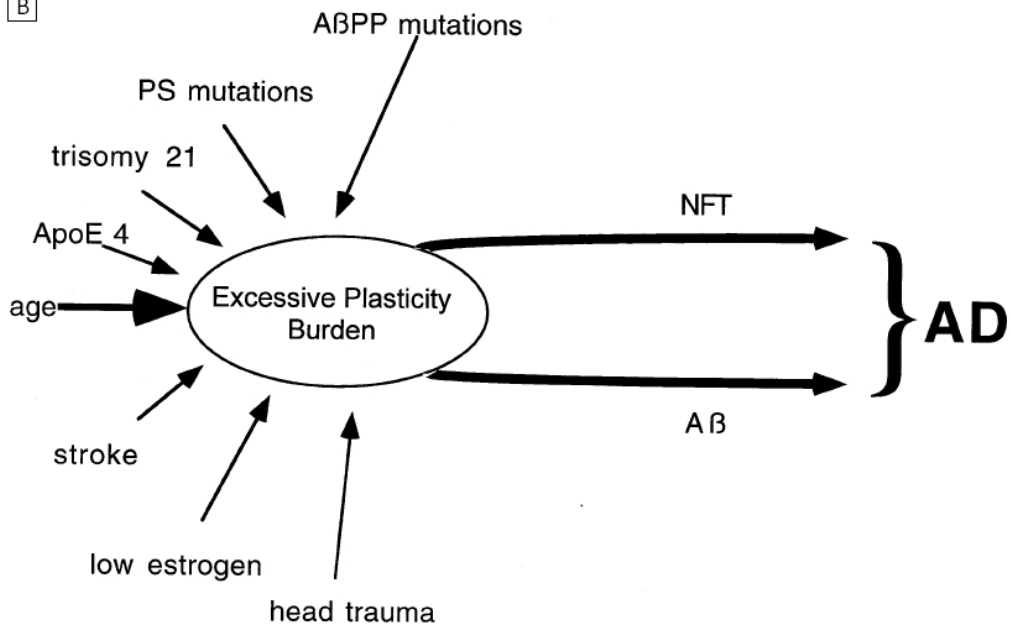 B
AßPP mutations
PS mutations
trisomy 21
ApoE 4
age
Excessive Plasticity
Burden
NFT
AD
Aß
stroke
low estrogen
head trauma